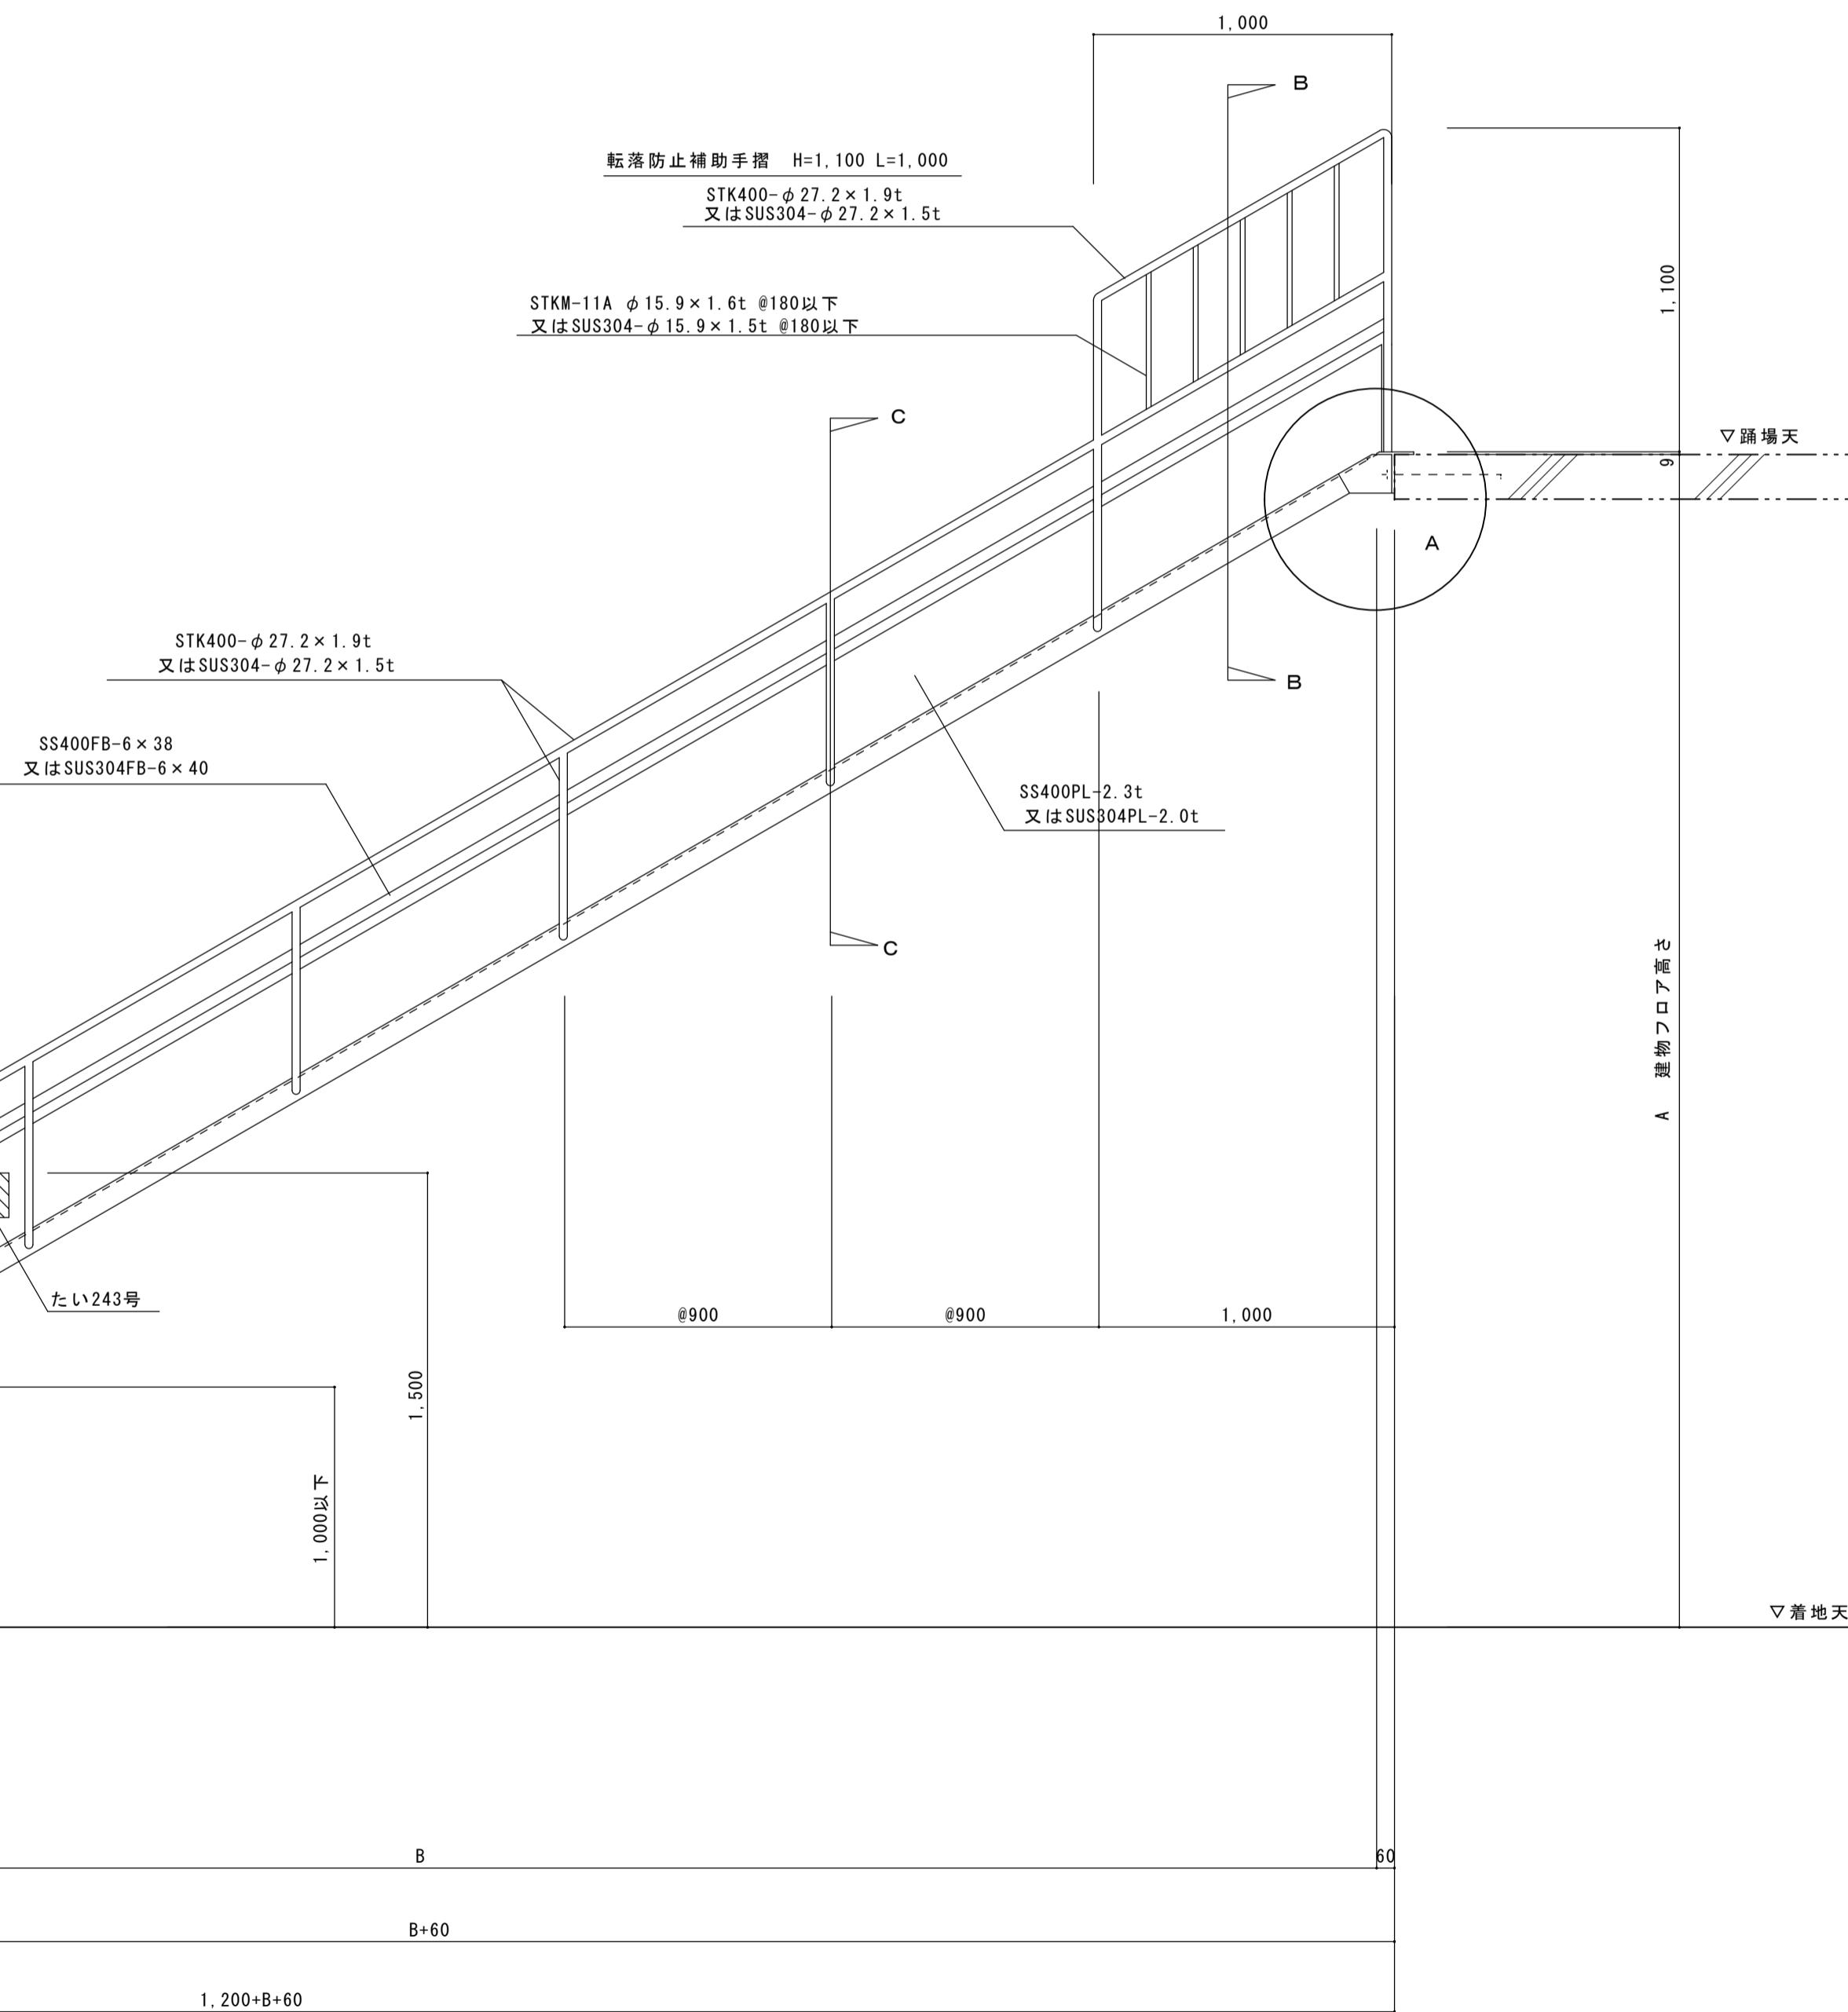 1,000
B
転落防止補助手摺　H=1,100 L=1,000
STK400-φ27.2×1.9t
又はSUS304-φ27.2×1.5t
STKM-11A φ15.9×1.6t @180以下
又はSUS304-φ15.9×1.5t @180以下
1,100
C
▽踊場天
9
A
STK400-φ27.2×1.9t
又はSUS304-φ27.2×1.5t
B
SS400FB-6×38
又はSUS304FB-6×40
SS400PL-2.3t
又はSUS304PL-2.0t
C
A　建物フロア高さ
たい243号
@900
@900
1,000
1,500
1,000以下
▽着地天
B
60
B+60
1,200+B+60